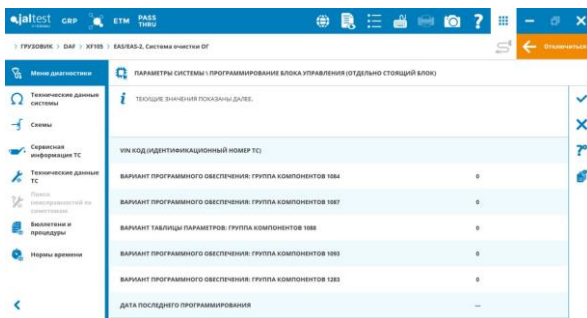 jaltest GRP ETM PASS THRU
ГРУЗОВИК > DAF > XF105 > EAS/EAS-2. Система очистки ОГ
Отключиться
Меню диагностики
ПАРАМЕТРЫ СИСТЕМЫ \ ПРОГРАММИРОВАНИЕ БЛОКА УПРАВЛЕНИЯ (ОТДЕЛЬНО СТОЯЩИЙ БЛОК)
Технические данные
системы
ТЕКУЩИЕ ЗНАЧЕНИЯ ПОКАЗАНЫ ДАЛЕЕ.
Схемы
Сервисная
информация ТС
VIN КОД (ИДЕНТИФИКАЦИОННЫЙ НОМЕР ТС)
Технические данные
ТС
ВАРИАНТ ПРОГРАММНОГО ОБЕСПЕЧЕНИЯ: ГРУППА КОМПОНЕНТОВ 1084 0
Поиск
неисправностей по
симптомам
ВАРИАНТ ПРОГРАММНОГО ОБЕСПЕЧЕНИЯ: ГРУППА КОМПОНЕНТОВ 1087 0
Бюллетени и
процедуры
ВАРИАНТ ТАБЛИЦЫ ПАРАМЕТРОВ: ГРУППА КОМПОНЕНТОВ 1088 0
Нормы времени
ВАРИАНТ ПРОГРАММНОГО ОБЕСПЕЧЕНИЯ: ГРУППА КОМПОНЕНТОВ 1093 0
ВАРИАНТ ПРОГРАММНОГО ОБЕСПЕЧЕНИЯ: ГРУППА КОМПОНЕНТОВ 1283 0
ДАТА ПОСЛЕДНЕГО ПРОГРАММИРОВАНИЯ ---